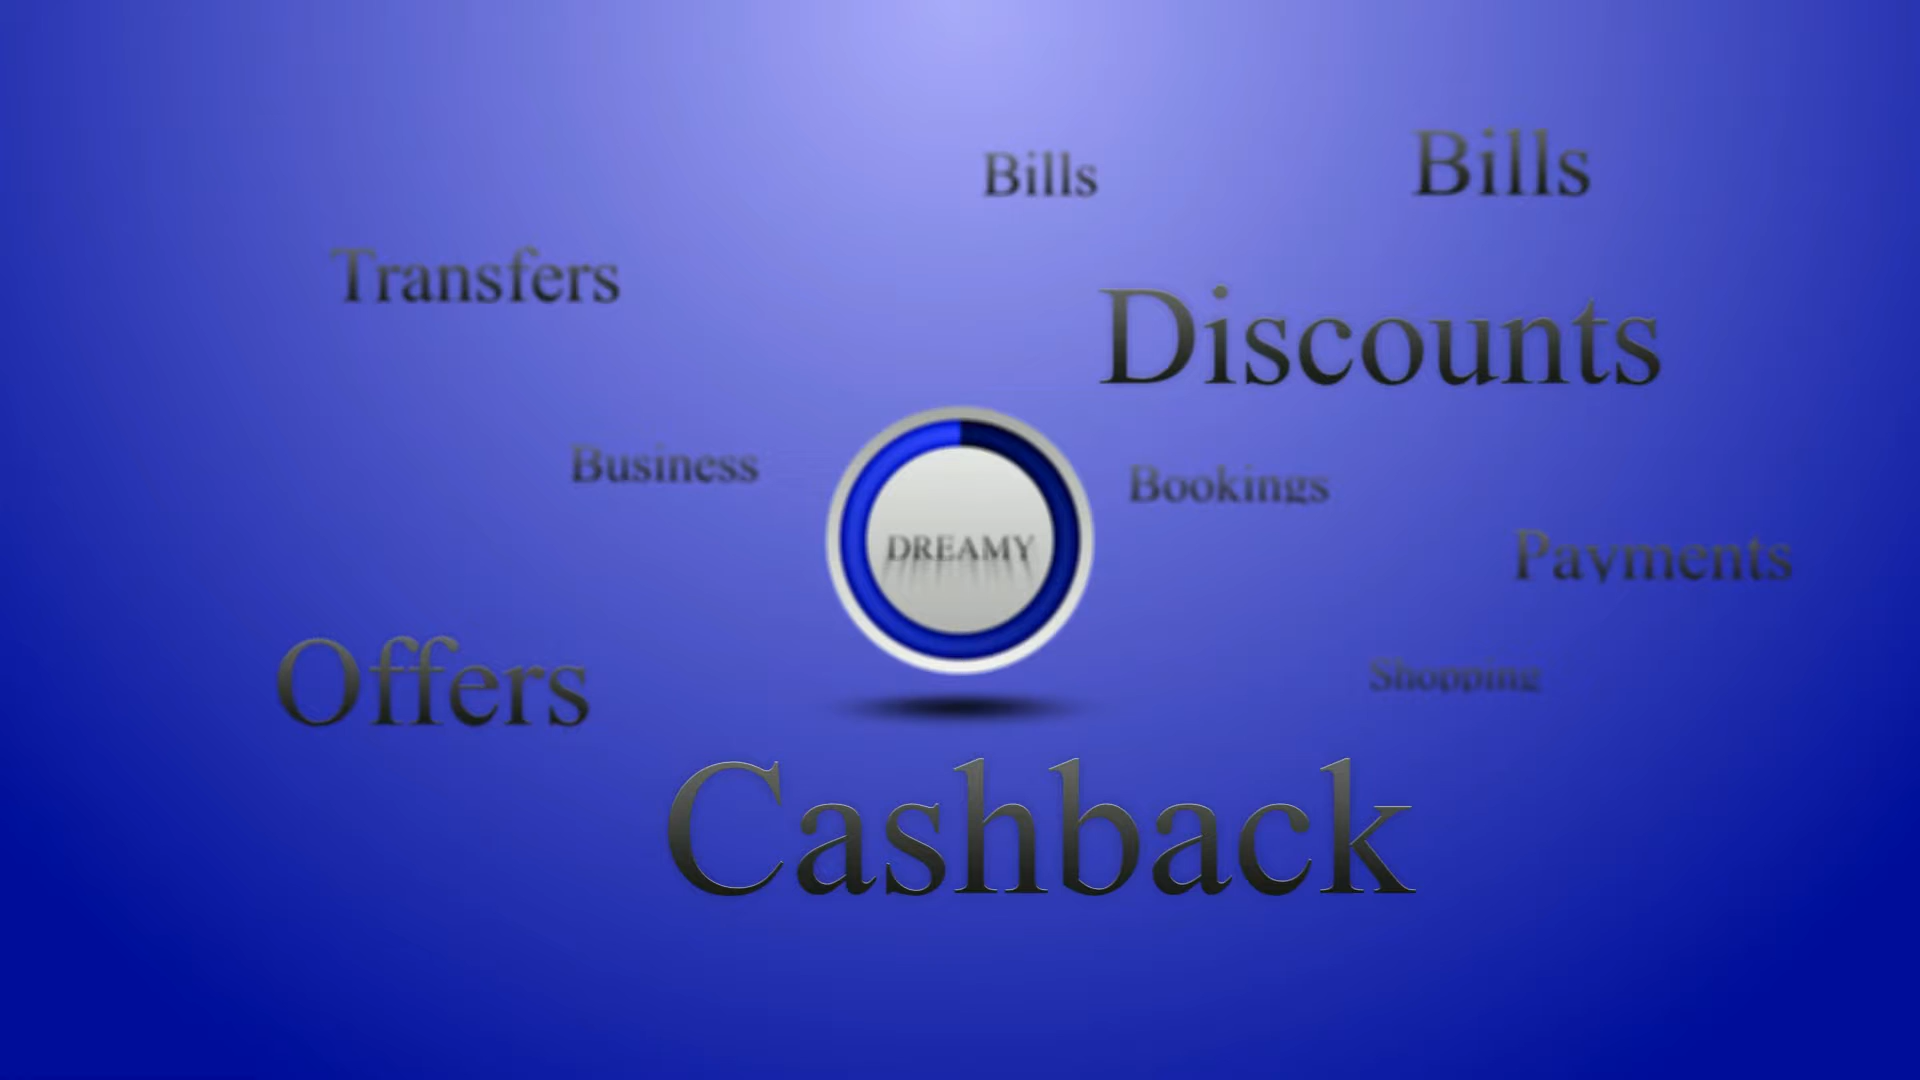 Bills
Bills
Transfers
Discounts
Business
Bookings
DREAMY
Payments
Offers
Shopping
Cashback